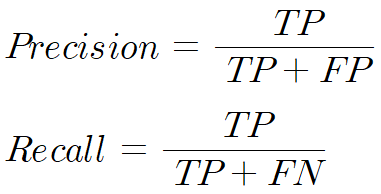 Precision = TP / TP + FP
Recall = TP / TP + FN